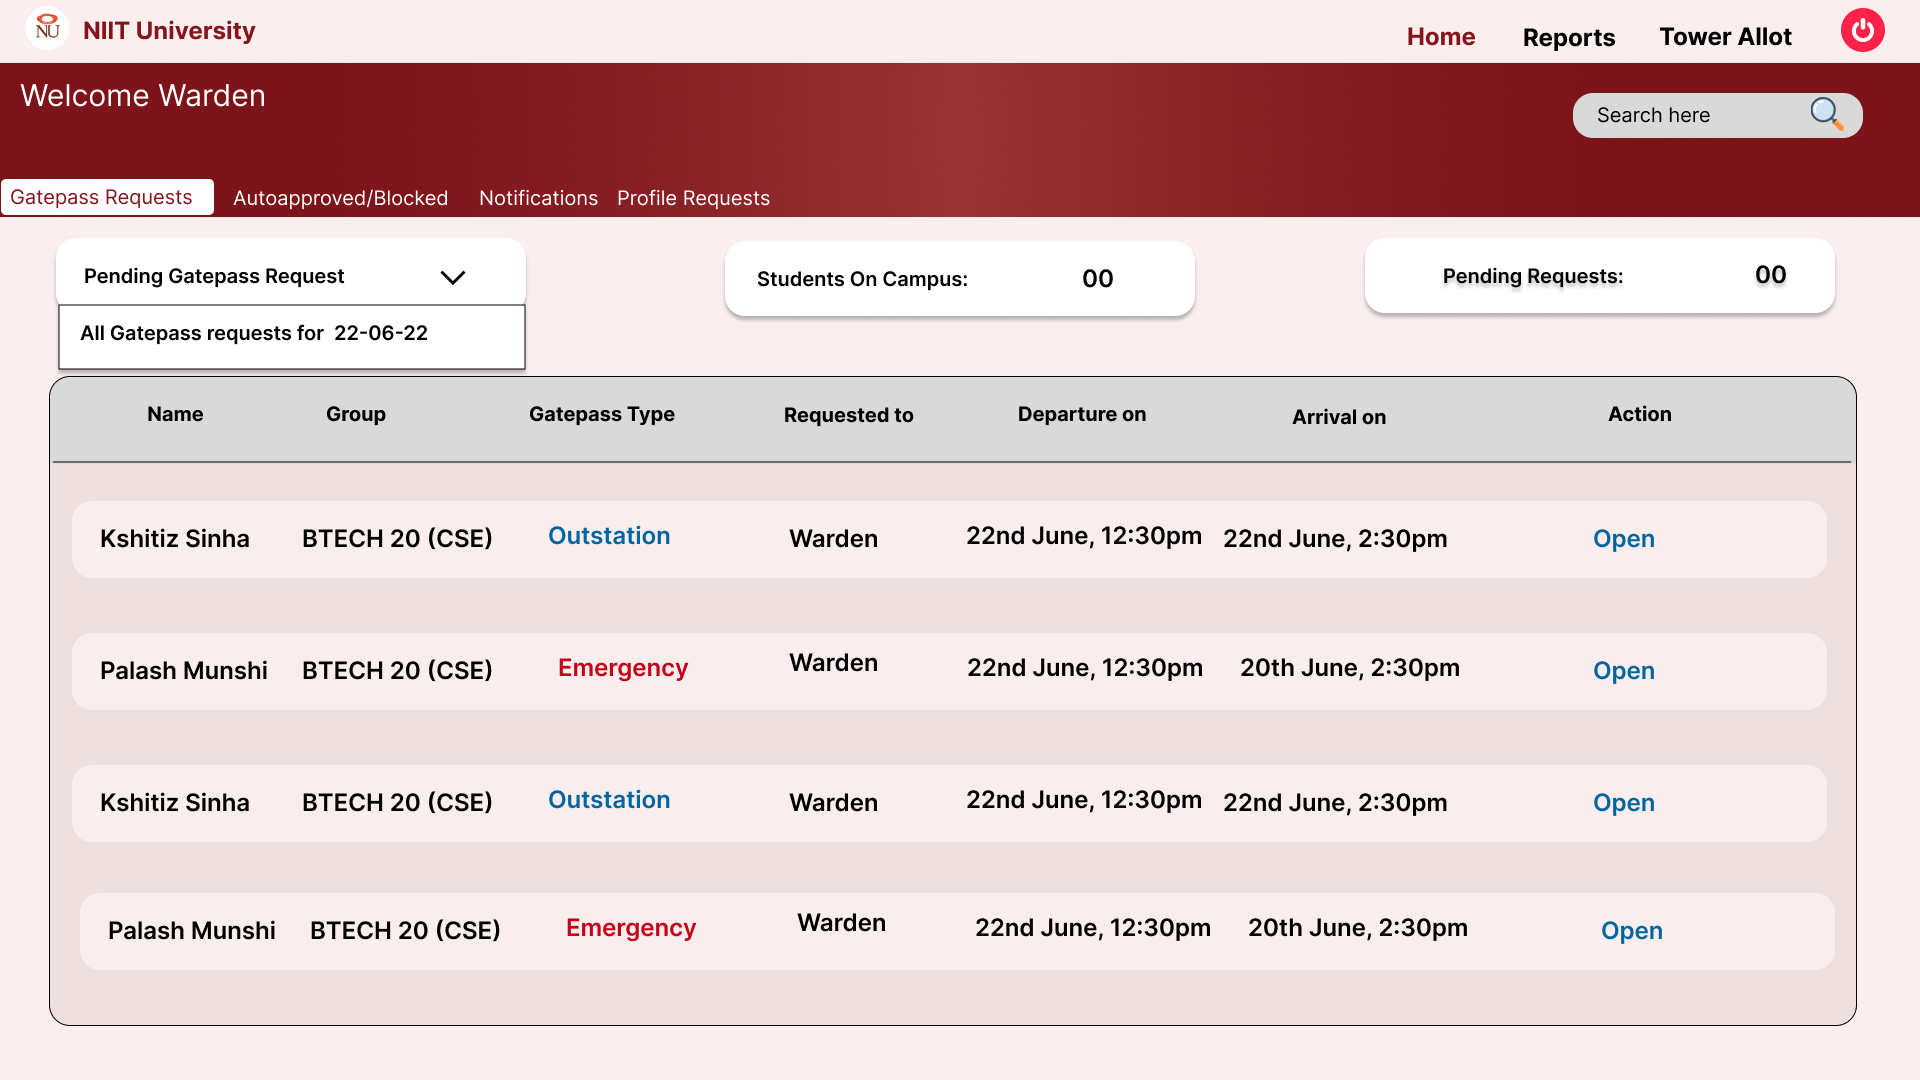 NU NIIT University
Home Reports Tower Allot
Welcome Warden
Search here
Gatepass Requests Autoapproved/Blocked Notifications Profile Requests
Pending Gatepass Request Students On Campus: 00 Pending Requests: 00
All Gatepass requests for 22-06-22
Name Group Gatepass Type Requested to Departure on Arrival on Action
Kshitiz Sinha BTECH 20 (CSE) Outstation Warden 22nd June, 12:30pm 22nd June, 2:30pm Open
Palash Munshi BTECH 20 (CSE) Emergency Warden 22nd June, 12:30pm 20th June, 2:30pm Open
Kshitiz Sinha BTECH 20 (CSE) Outstation Warden 22nd June, 12:30pm 22nd June, 2:30pm Open
Palash Munshi BTECH 20 (CSE) Emergency Warden 22nd June, 12:30pm 20th June, 2:30pm Open